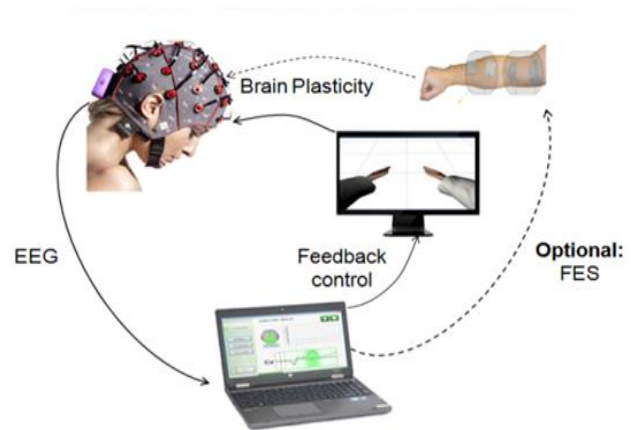 Brain Plasticity
EEG
Feedback
control
Optional:
FES